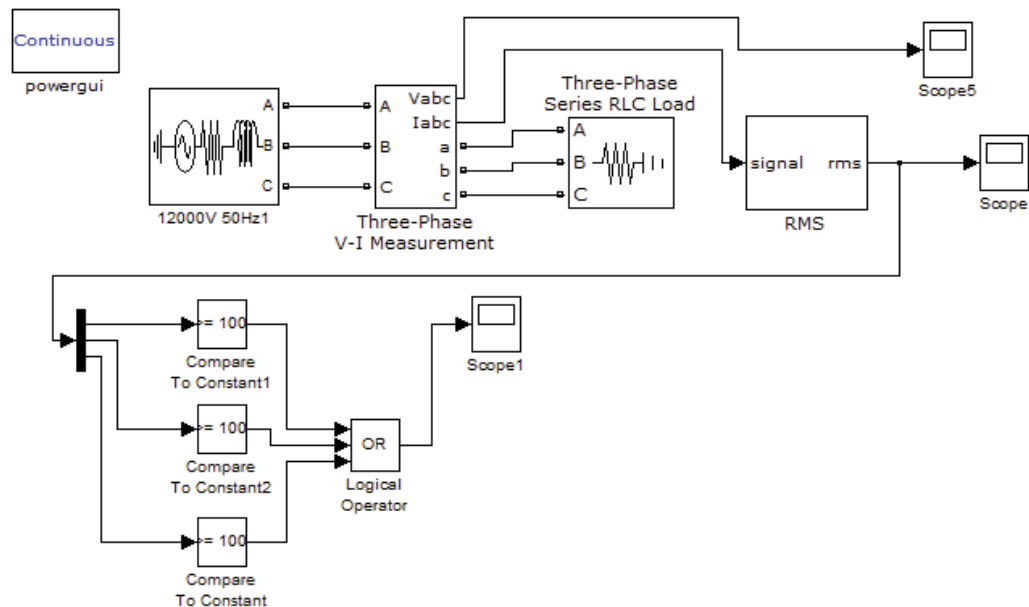 Continuous
powergui
A
B
C
12000V 50Hz1
A
B
C
Vabc
Iabc
a
b
c
Three-Phase
V-I Measurement
Three-Phase
Series RLC Load
A
B
C
signal
rms
RMS
Scope5
Scope
>= 100
Compare
To Constant1
>= 100
Compare
To Constant2
>= 100
Compare
To Constant
OR
Logical
Operator
Scope1